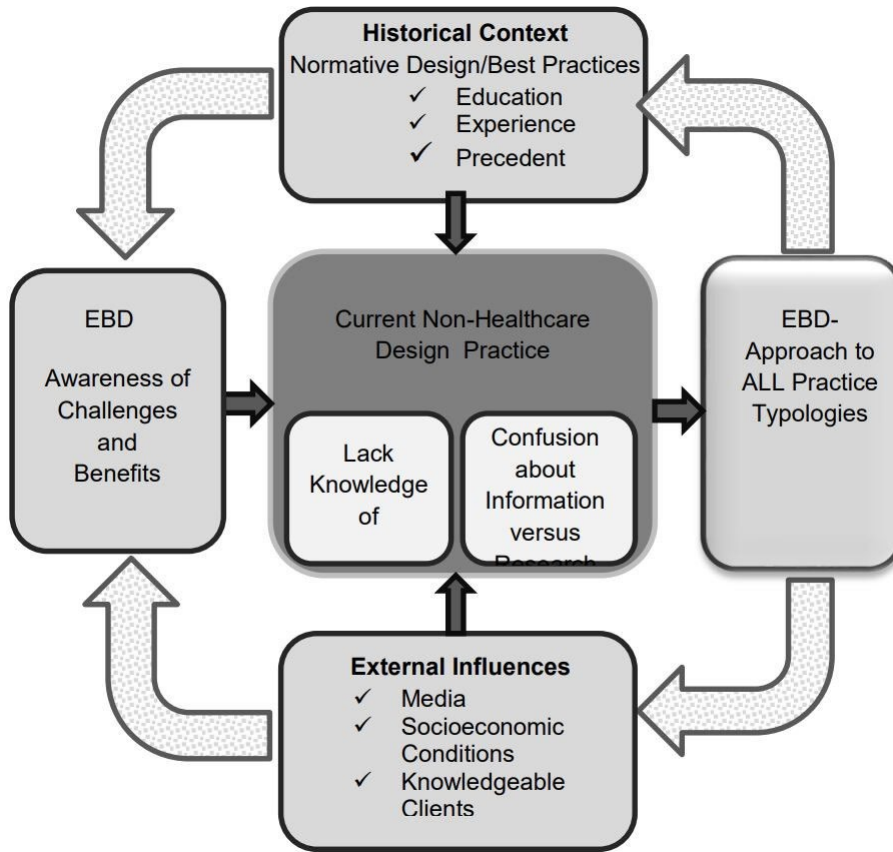 Historical Context
Normative Design/Best Practices
✓ Education
✓ Experience
✓ Precedent
EBD
Awareness of
Challenges
and
Benefits
Current Non-Healthcare
Design Practice
Lack
Knowledge
of
Confusion
about
Information
versus
Research
EBD-
Approach to
ALL Practice
Typologies
External Influences
✓ Media
✓ Socioeconomic
Conditions
✓ Knowledgeable
Clients